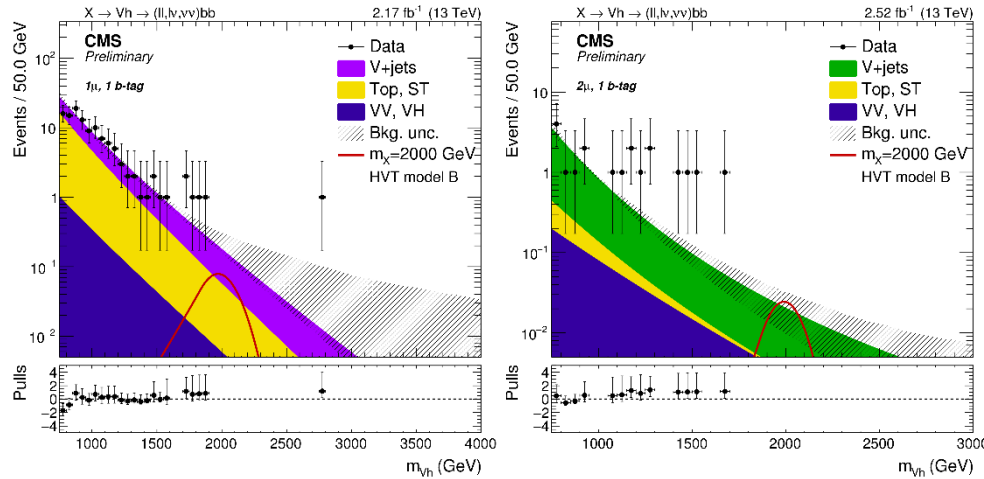 X → Vh → (ll,lν,νν)bb 2.17 fb⁻¹ (13 TeV)
CMS
Preliminary
1μ, 1 b-tag
Data
V+jets
Top, ST
VV, VH
Bkg. unc.
m_X=2000 GeV
HVT model B
Events / 50.0 GeV
10²
10
1
10⁻¹
10⁻²
Pulls
4
2
0
−2
−4
1000 1500 2000 2500 3000 3500 4000
m_Vh (GeV)
X → Vh → (ll,lν,νν)bb 2.52 fb⁻¹ (13 TeV)
CMS
Preliminary
2μ, 1 b-tag
Data
V+jets
Top, ST
VV, VH
Bkg. unc.
m_X=2000 GeV
HVT model B
Events / 50.0 GeV
10
1
10⁻¹
10⁻²
Pulls
4
2
0
−2
−4
1000 1500 2000 2500 3000
m_Vh (GeV)